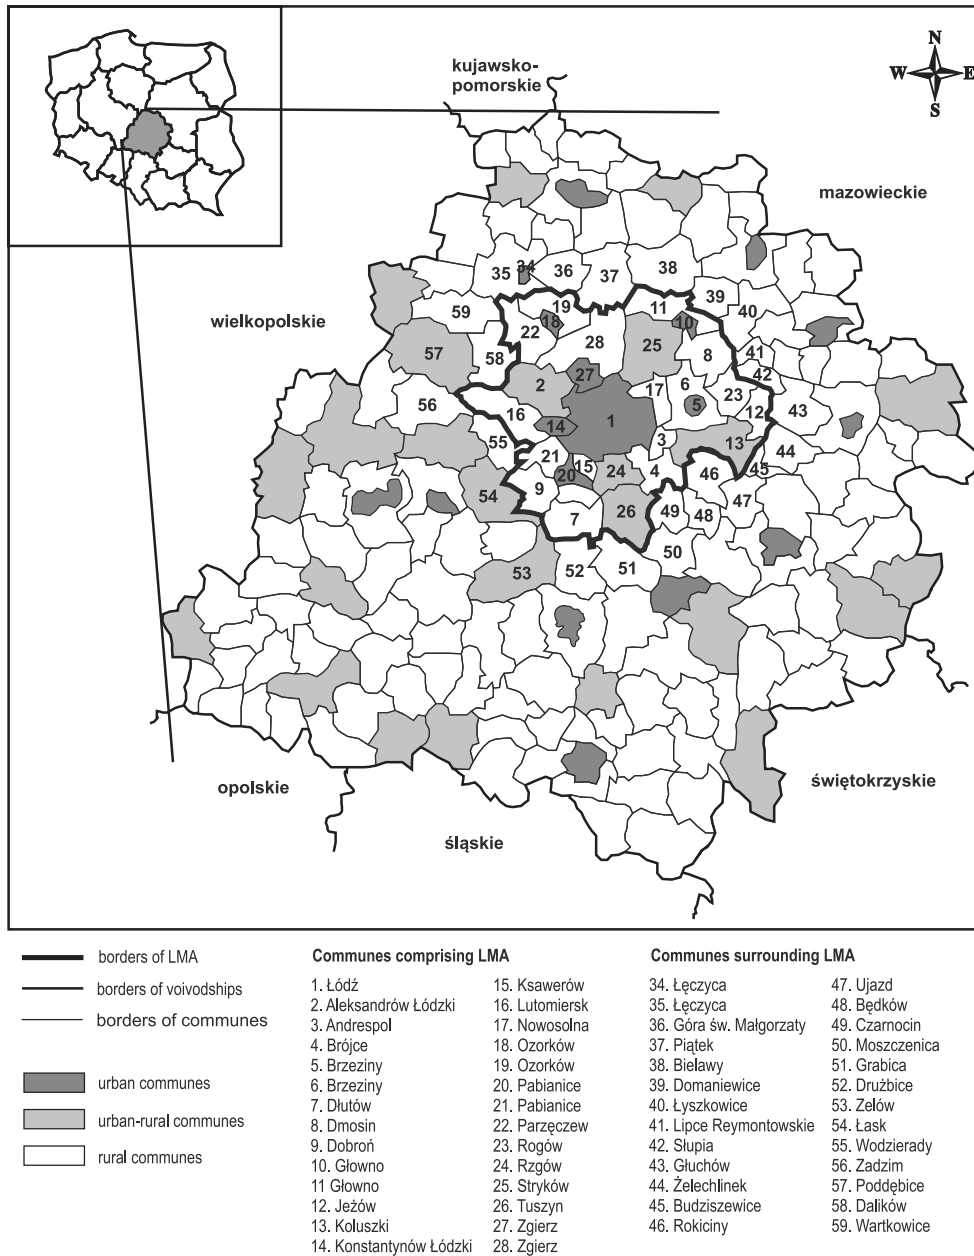 kujawsko-
pomorskie
N
W E
S
mazowieckie
wielkopolskie
35 34 36 37 38
59 19 11 39 40
22 18 28 10
57 58 25 8 41
27 42
2 17 6 23
56 16 5 12 43
14 1
55 21 3 13 44
15 45
54 9 20 24 4 46
47
7 26 49 48
50
53 52 51
opolskie
świętokrzyskie
śląskie
borders of LMA
borders of voivodships
borders of communes
urban communes
urban-rural communes
rural communes
Communes comprising LMA
1. Łódź
2. Aleksandrów Łódzki
3. Andrespol
4. Brójce
5. Brzeziny
6. Brzeziny
7. Dłutów
8. Dmosin
9. Dobroń
10. Głowno
11 Głowno
12. Jeżów
13. Koluszki
14. Konstantynów Łódzki
15. Ksawerów
16. Lutomiersk
17. Nowosolna
18. Ozorków
19. Ozorków
20. Pabianice
21. Pabianice
22. Parzęczew
23. Rogów
24. Rzgów
25. Stryków
26. Tuszyn
27. Zgierz
28. Zgierz
Communes surrounding LMA
34. Łęczyca
35. Łęczyca
36. Góra św. Małgorzaty
37. Piątek
38. Bielawy
39. Domaniewice
40. Łyszkowice
41. Lipce Reymontowskie
42. Słupia
43. Głuchów
44. Żelechlinek
45. Budziszewice
46. Rokiciny
47. Ujazd
48. Będków
49. Czarnocin
50. Moszczenica
51. Grabica
52. Drużbice
53. Zelów
54. Łask
55. Wodzierady
56. Zadzim
57. Poddębice
58. Dalików
59. Wartkowice